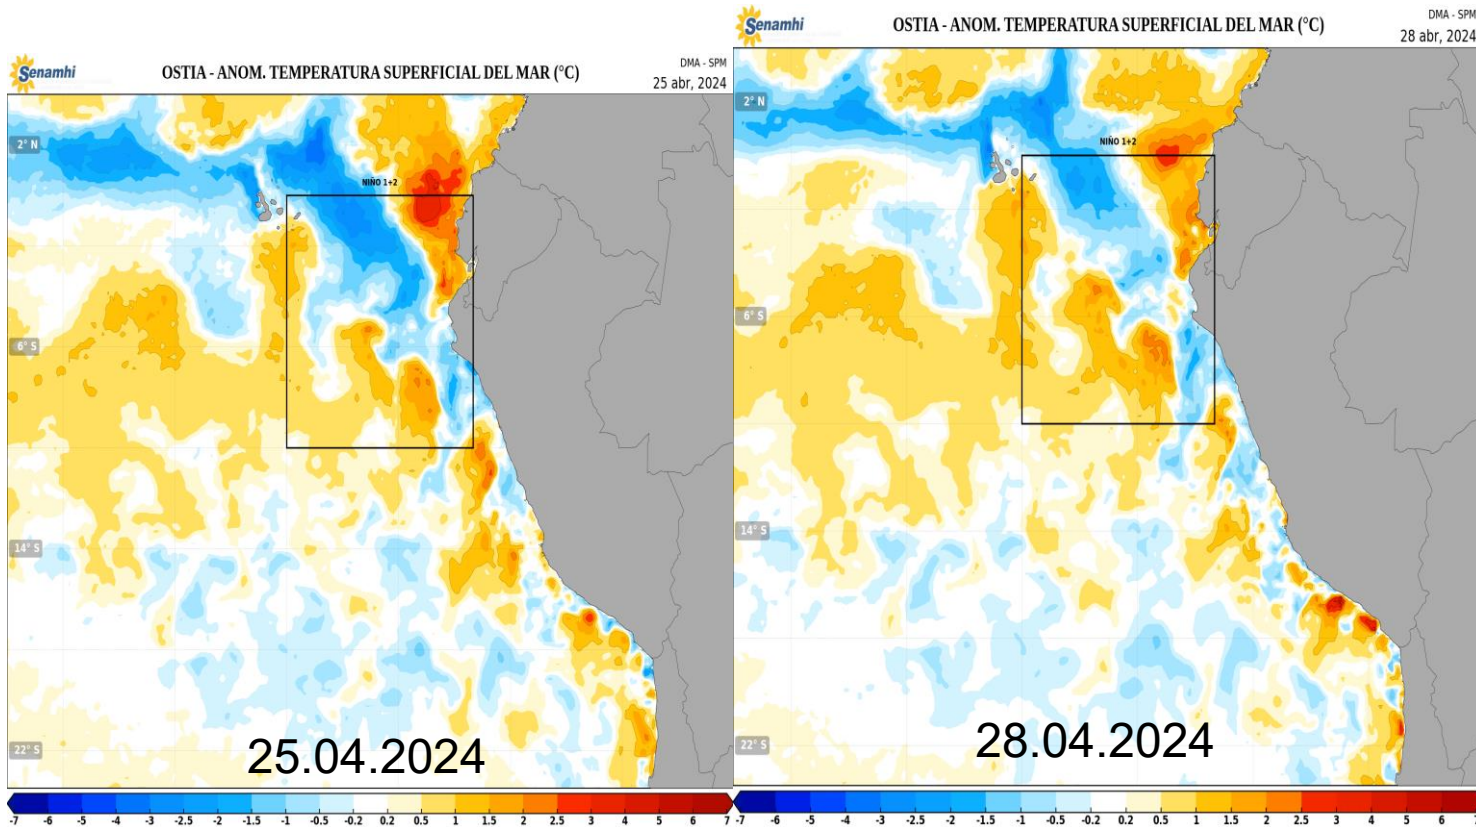 Senamhi
OSTIA - ANOM. TEMPERATURA SUPERFICIAL DEL MAR (°C)
DMA - SPM
25 abr, 2024
2° N
NIÑO 1+2
6° S
14° S
22° S
25.04.2024
-7 -6 -5 -4 -3 -2.5 -2 -1.5 -1 -0.5 -0.2 0.2 0.5 1 1.5 2 2.5 3 4 5 6 7
Senamhi
OSTIA - ANOM. TEMPERATURA SUPERFICIAL DEL MAR (°C)
DMA - SPM
28 abr, 2024
2° N
NIÑO 1+2
6° S
14° S
22° S
28.04.2024
-7 -6 -5 -4 -3 -2.5 -2 -1.5 -1 -0.5 -0.2 0.2 0.5 1 1.5 2 2.5 3 4 5 6